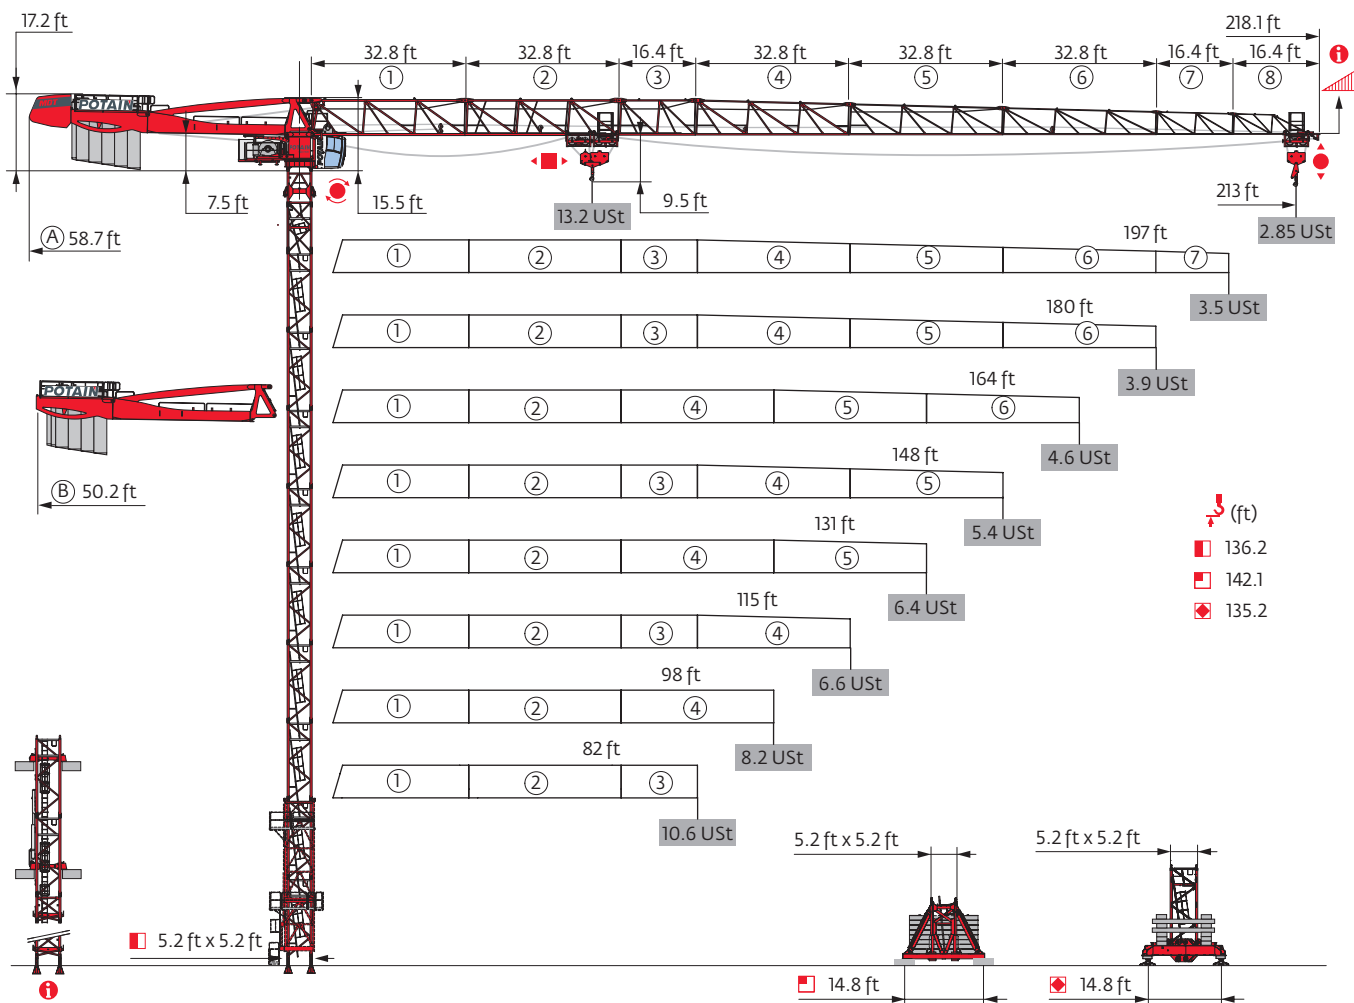 17.2 ft
218.1 ft
32.8 ft 32.8 ft 16.4 ft 32.8 ft 32.8 ft 32.8 ft 16.4 ft 16.4 ft
1 2 3 4 5 6 7 8
i
POTAIN
7.5 ft
15.5 ft
9.5 ft
213 ft
13.2 USt
2.85 USt
A 58.7 ft
197 ft
1 2 3 4 5 6 7
3.5 USt
180 ft
1 2 3 4 5 6
3.9 USt
POTAIN
164 ft
1 2 4 5 6
4.6 USt
B 50.2 ft
148 ft
1 2 3 4 5
5.4 USt
(ft)
136.2
142.1
135.2
131 ft
1 2 4 5
6.4 USt
115 ft
1 2 3 4
6.6 USt
98 ft
1 2 4
8.2 USt
82 ft
1 2 3
10.6 USt
5.2 ft x 5.2 ft
5.2 ft x 5.2 ft
5.2 ft x 5.2 ft
i
14.8 ft
14.8 ft